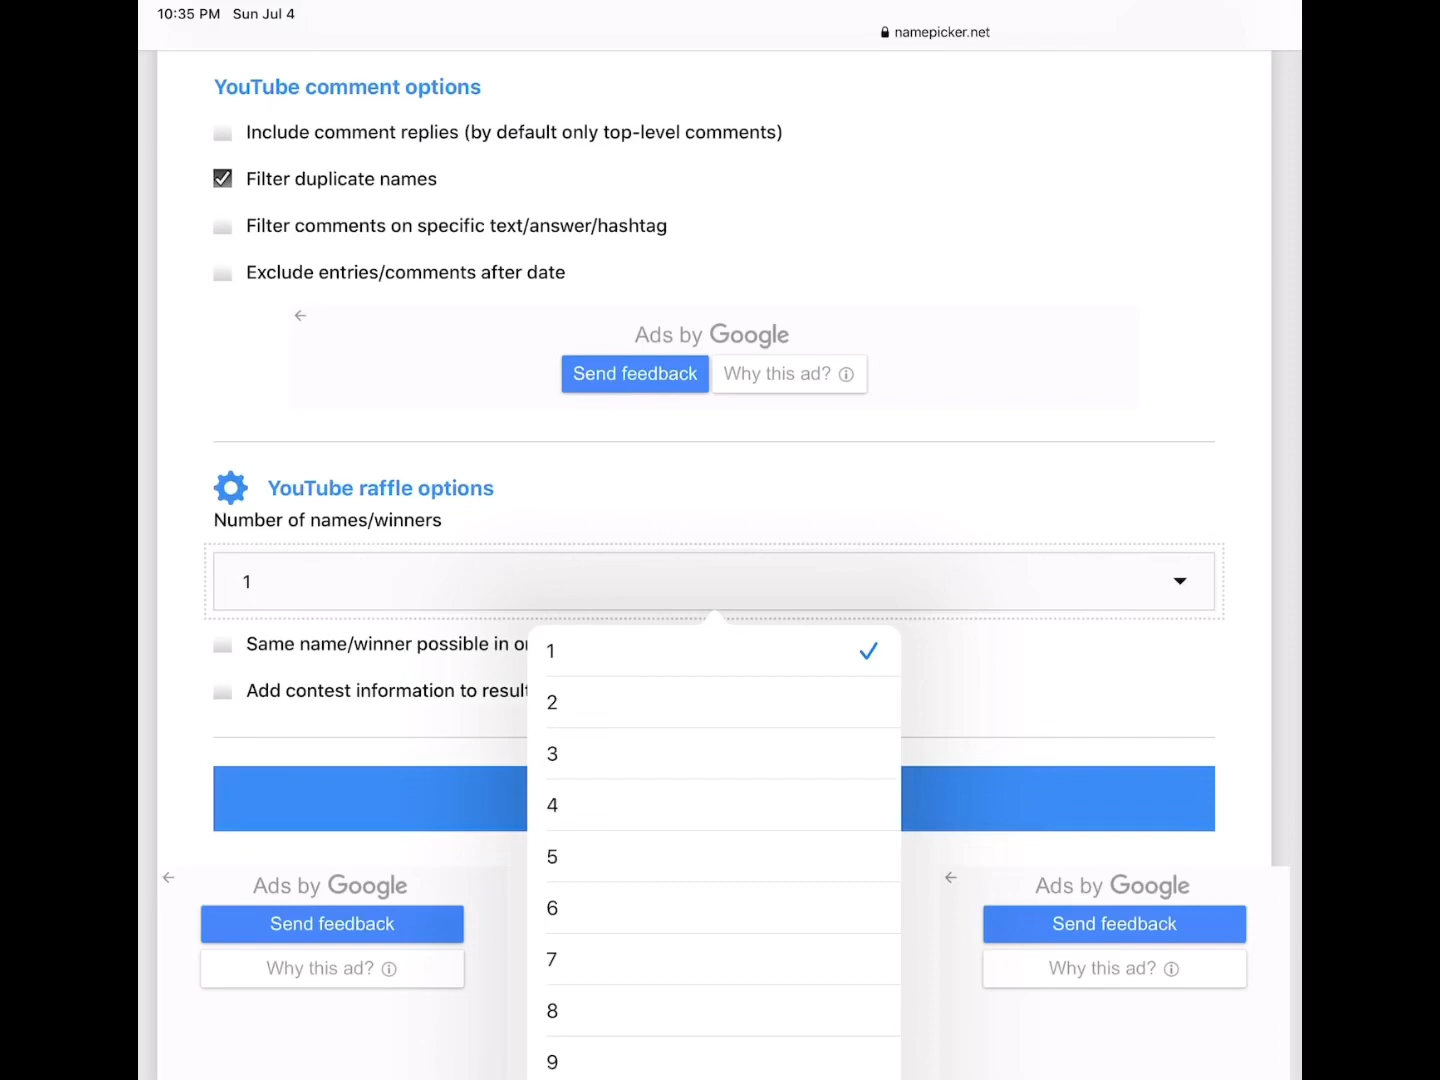 10:35 PM Sun Jul 4
namepicker.net
YouTube comment options
Include comment replies (by default only top-level comments)
Filter duplicate names
Filter comments on specific text/answer/hashtag
Exclude entries/comments after date
Ads by Google
Send feedback Why this ad?
YouTube raffle options
Number of names/winners
1
Same name/winner possible in
Add contest information to
1
2
3
4
5
6
7
8
9
Ads by Google
Send feedback
Why this ad?
Ads by Google
Send feedback
Why this ad?